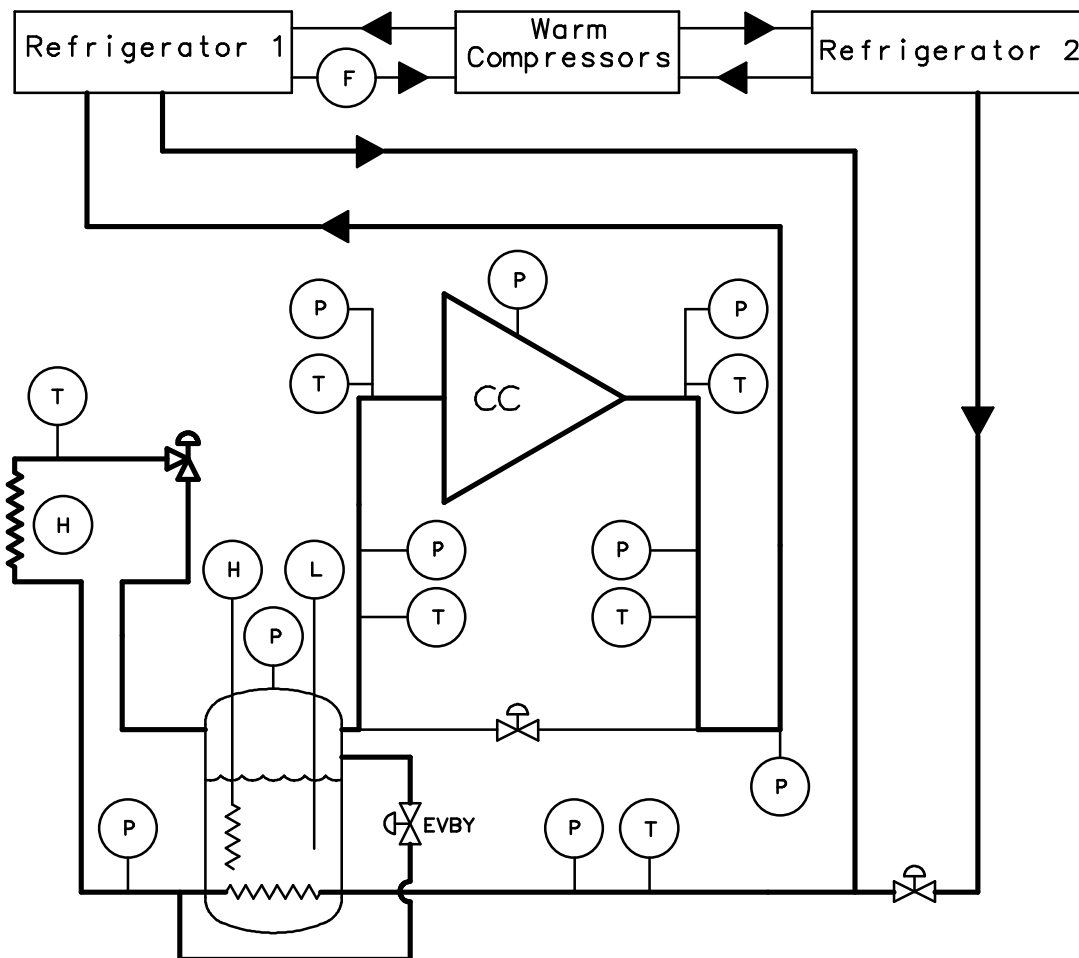 Refrigerator 1
Warm
Compressors
Refrigerator 2
F
P
P
P
T
T
T
CC
H
P
P
H
L
T
T
P
P
P
P
T
EVBY